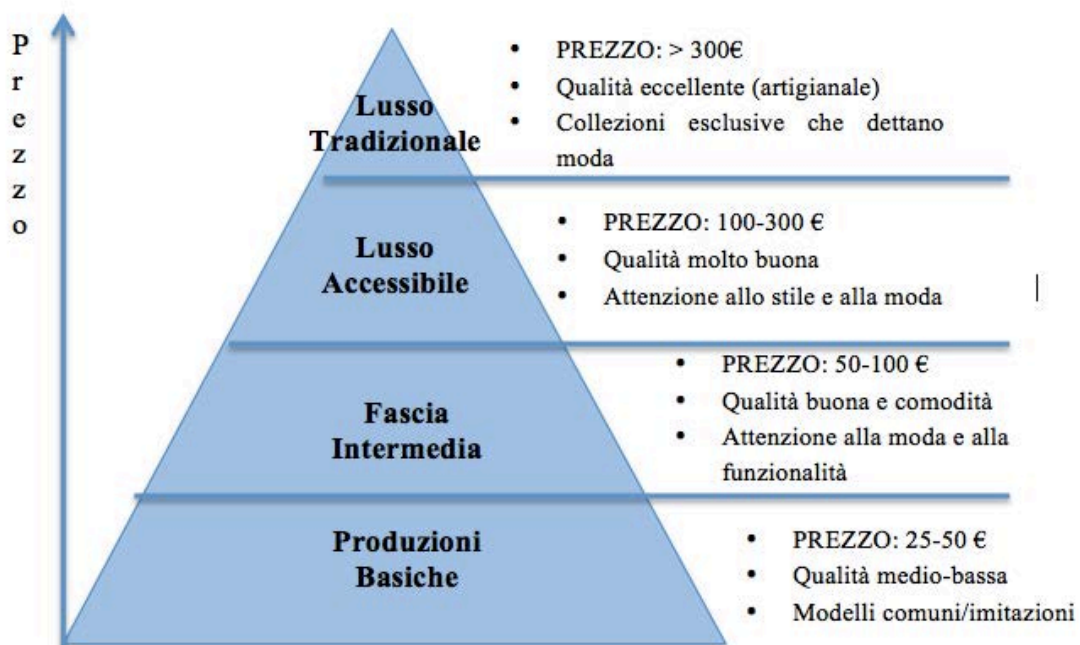 Prezzo
Lusso
Tradizionale
• PREZZO: > 300€
• Qualità eccellente (artigianale)
• Collezioni esclusive che dettano
moda
Lusso
Accessibile
• PREZZO: 100-300 €
• Qualità molto buona
• Attenzione allo stile e alla moda
Fascia
Intermedia
• PREZZO: 50-100 €
• Qualità buona e comodità
• Attenzione alla moda e alla
funzionalità
Produzioni
Basiche
• PREZZO: 25-50 €
• Qualità medio-bassa
• Modelli comuni/imitazioni